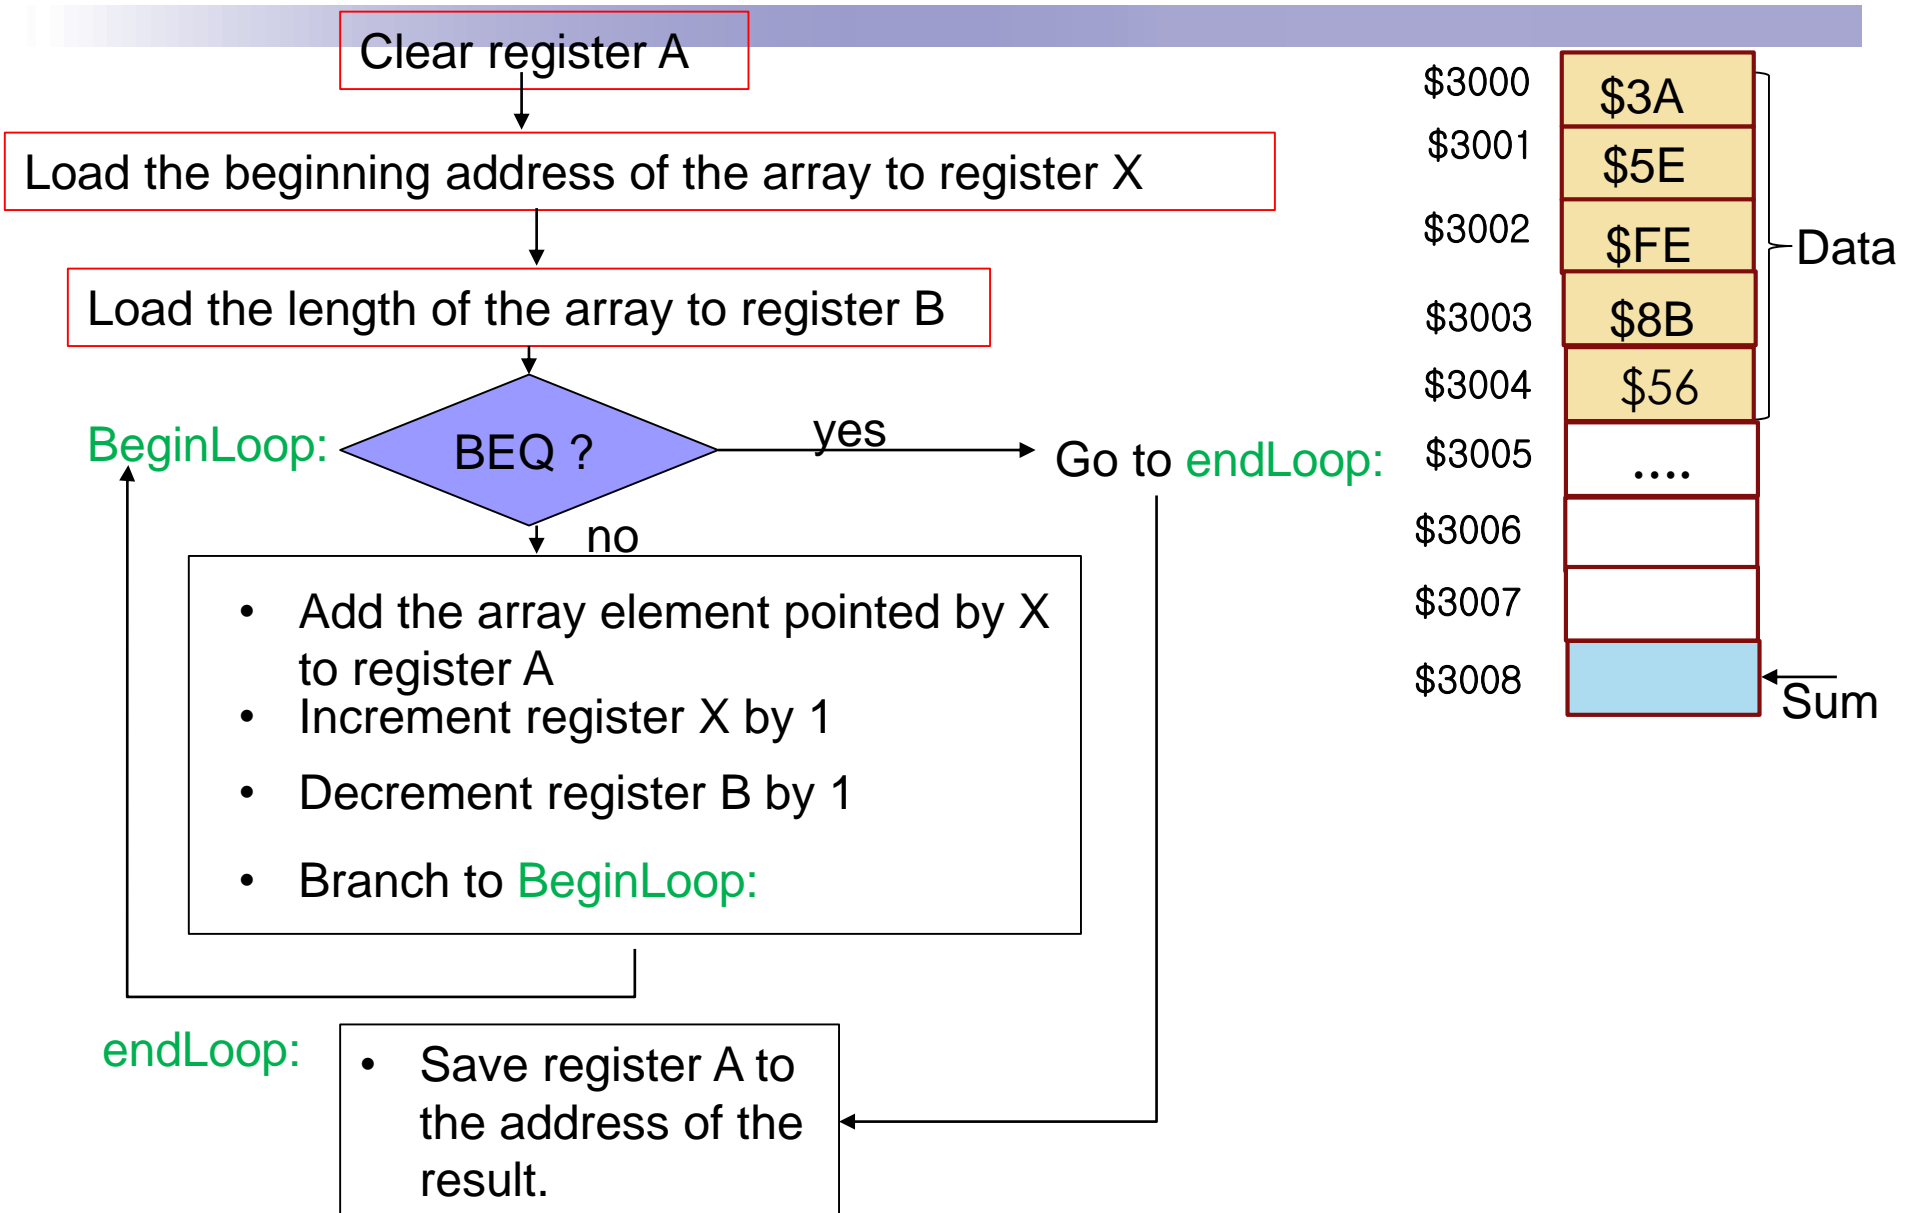 Clear register A
Load the beginning address of the array to register X
Load the length of the array to register B
BeginLoop:
BEQ ?
yes
Go to endLoop:
no
• Add the array element pointed by X
to register A
• Increment register X by 1
• Decrement register B by 1
• Branch to BeginLoop:
endLoop:
• Save register A to
the address of the
result.
$3000 $3A
$3001 $5E
$3002 $FE
Data
$3003 $8B
$3004 $56
$3005 ....
$3006
$3007
$3008
Sum